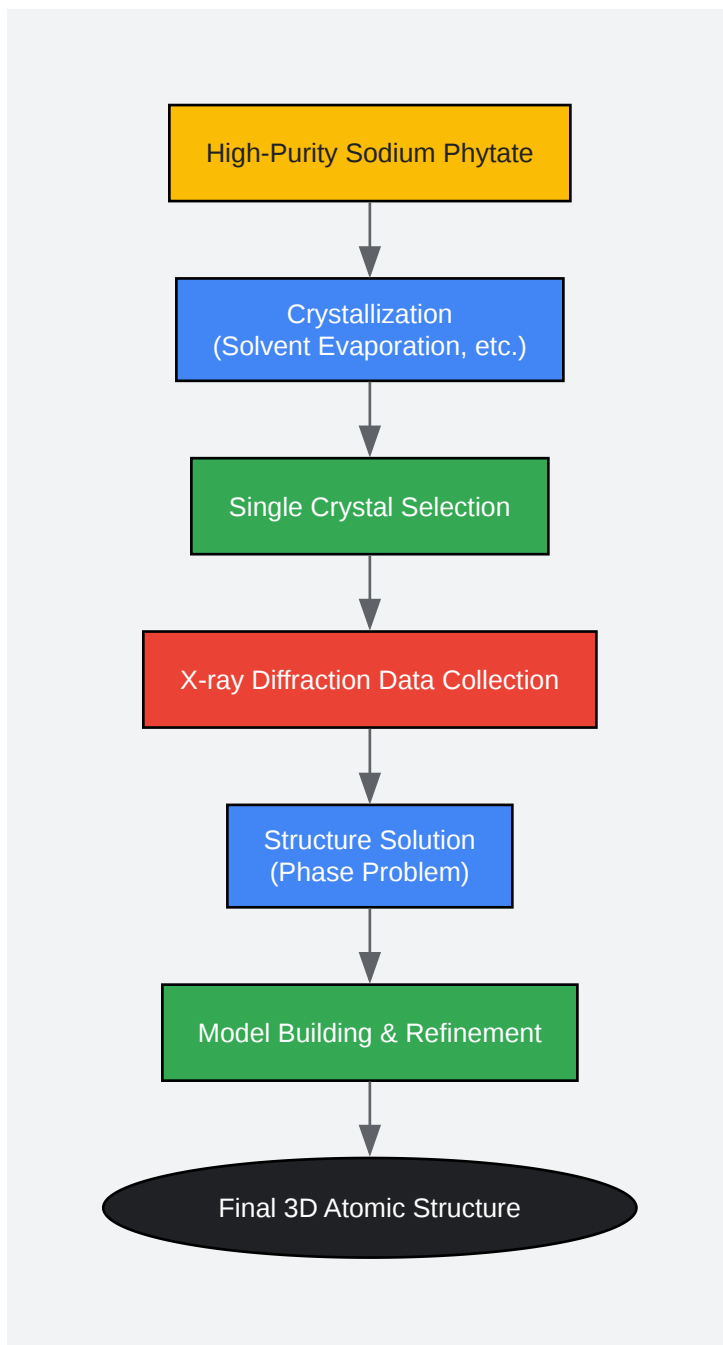 High-Purity Sodium Phytate
Crystallization
(Solvent Evaporation, etc.)
Single Crystal Selection
X-ray Diffraction Data Collection
Structure Solution
(Phase Problem)
Model Building & Refinement
Final 3D Atomic Structure